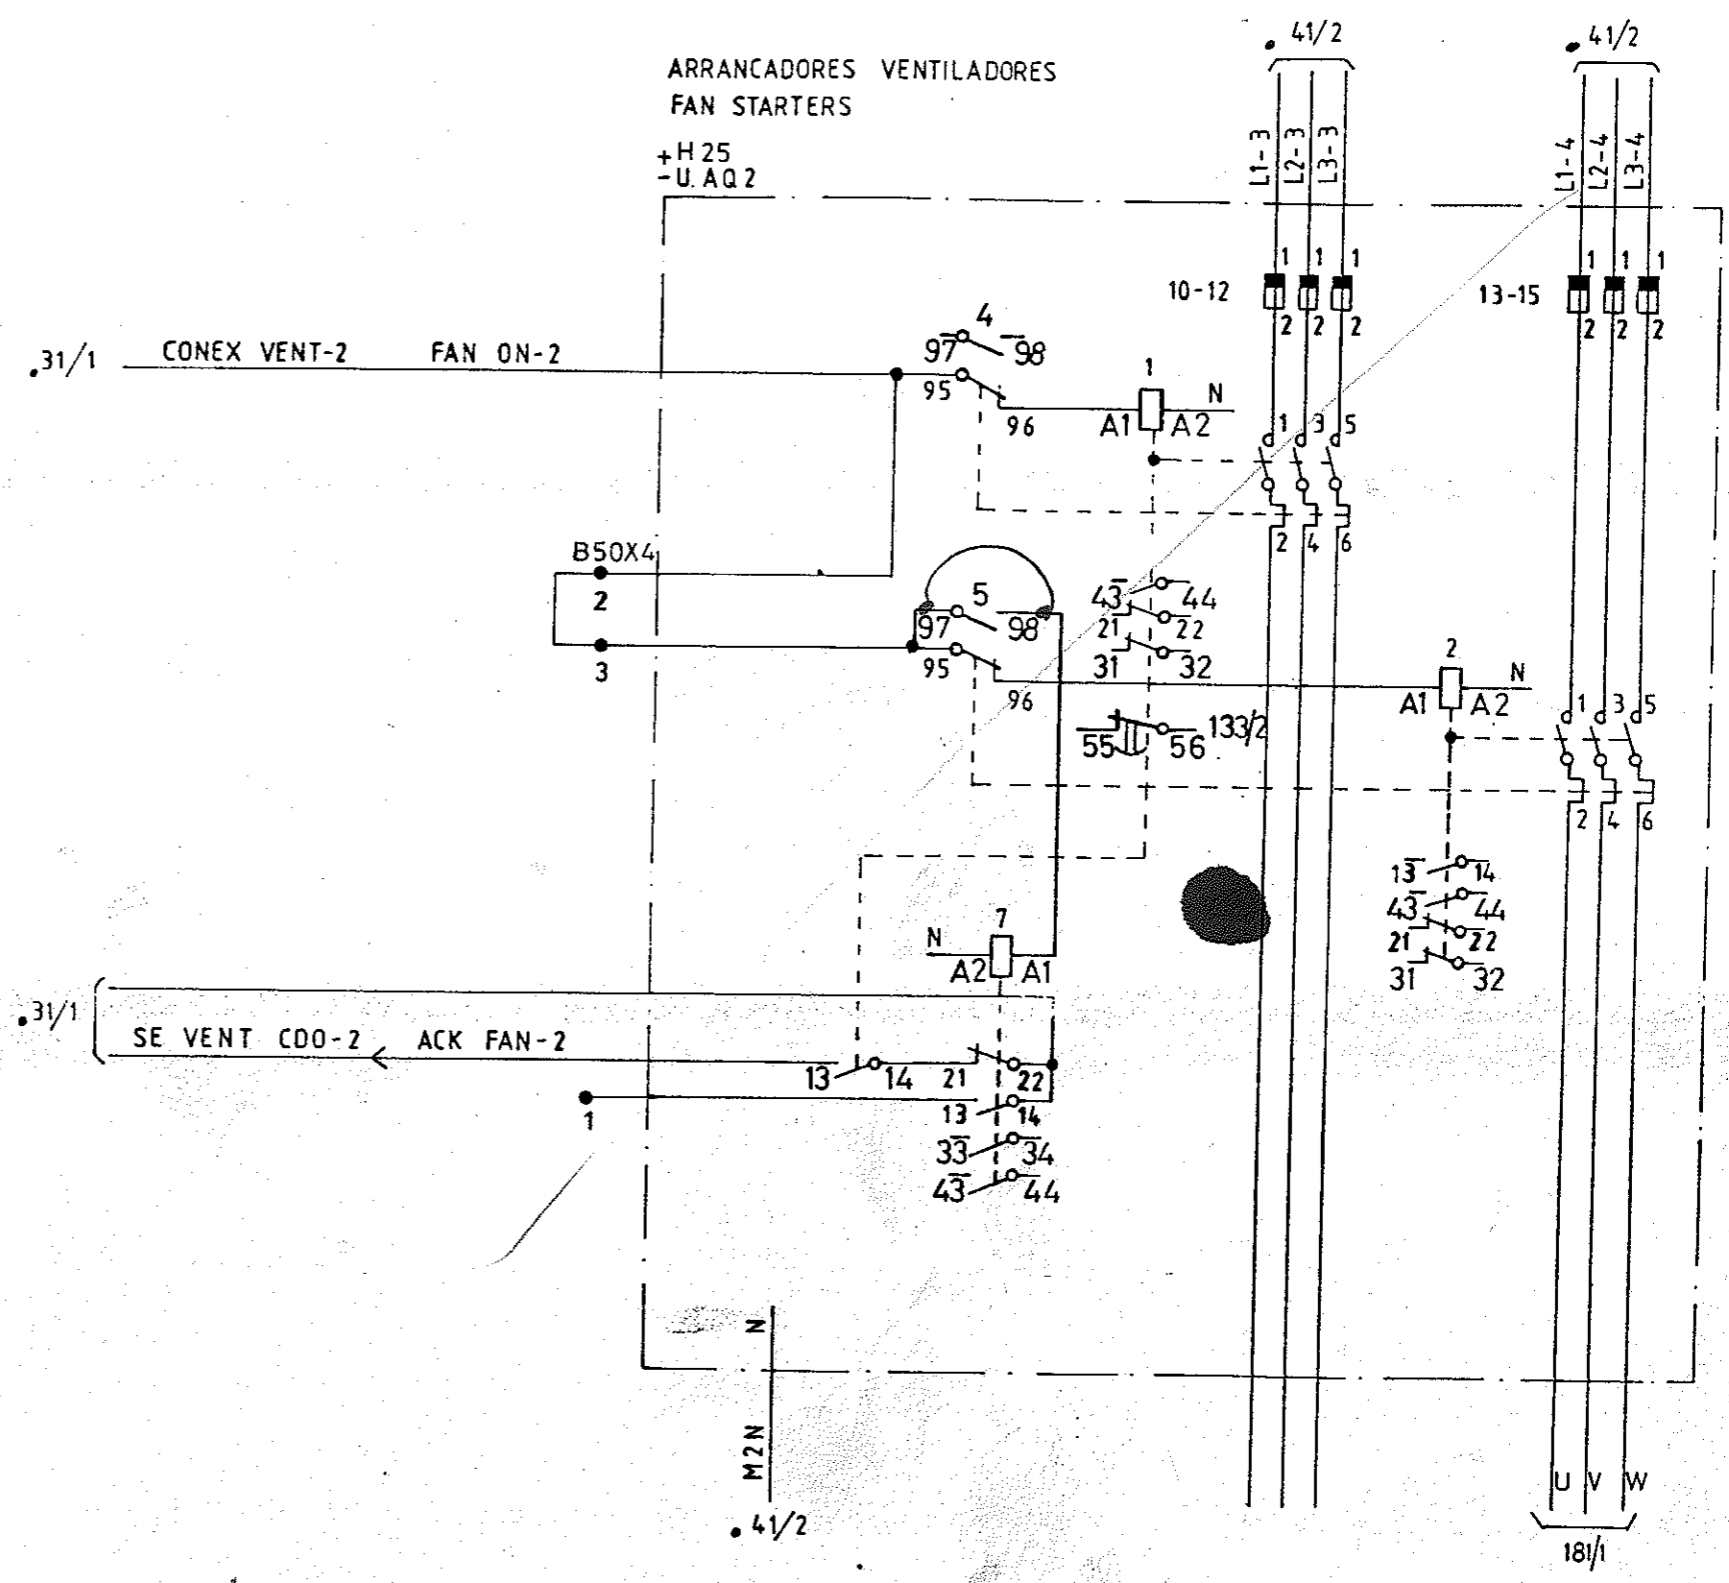 . 41/2
. 41/2
ARRANCADORES VENTILADORES
FAN STARTERS
+H25
-U.AQ2
L1-3
L2-3
L3-3
L1-4
L2-4
L3-4
1 1 1
10-12
2 2 2
1 1 1
13-15
2 2 2
.31/1
CONEX VENT-2 FAN ON-2
4
97 98
95
96
1
N
A1 A2
1 3 5
2 4 6
B50X4
2
3
5
97 98
95
96
43 44
21 22
31 32
55 56 133/2
2
N
A1 A2
1 3 5
2 4 6
13 14
43 44
21 22
31 32
7
N
A2 A1
.31/1
SE VENT CDO-2 ACK FAN-2
13 14 21 22
1
13 14
33 34
43 44
N
M2N
. 41/2
U V W
181/1